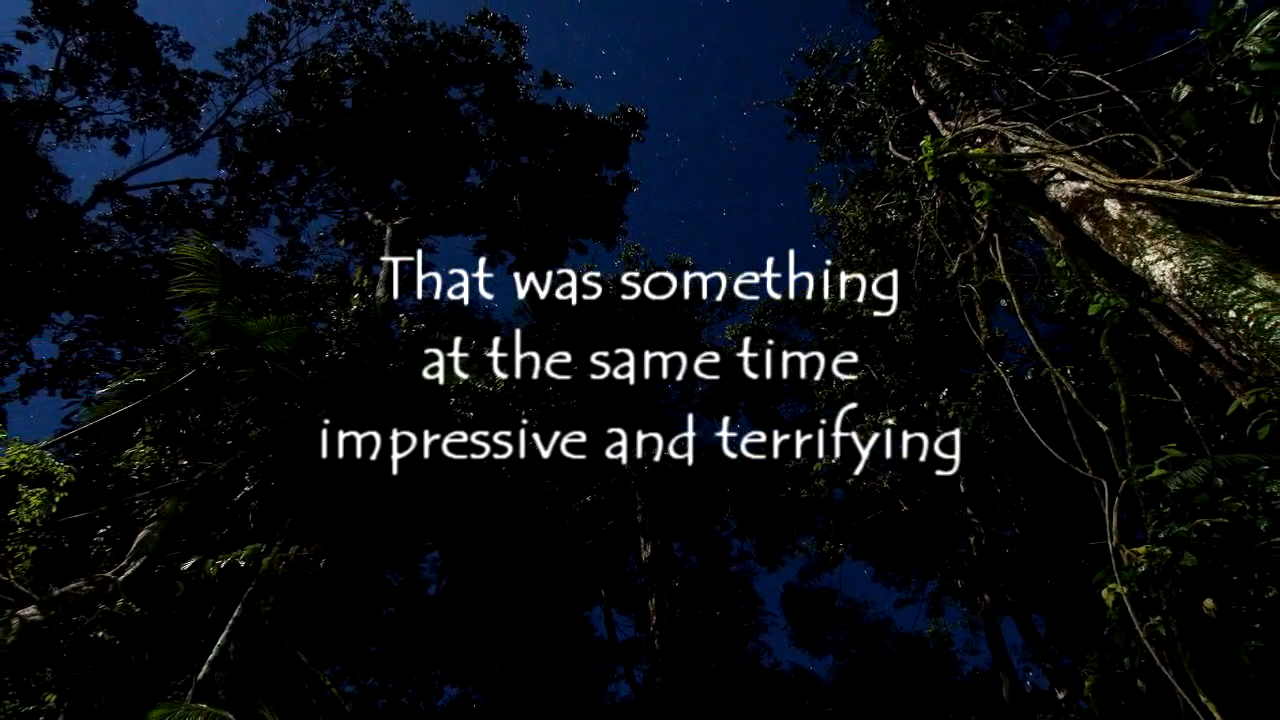 That was something
at the same time
impressive and terrifying